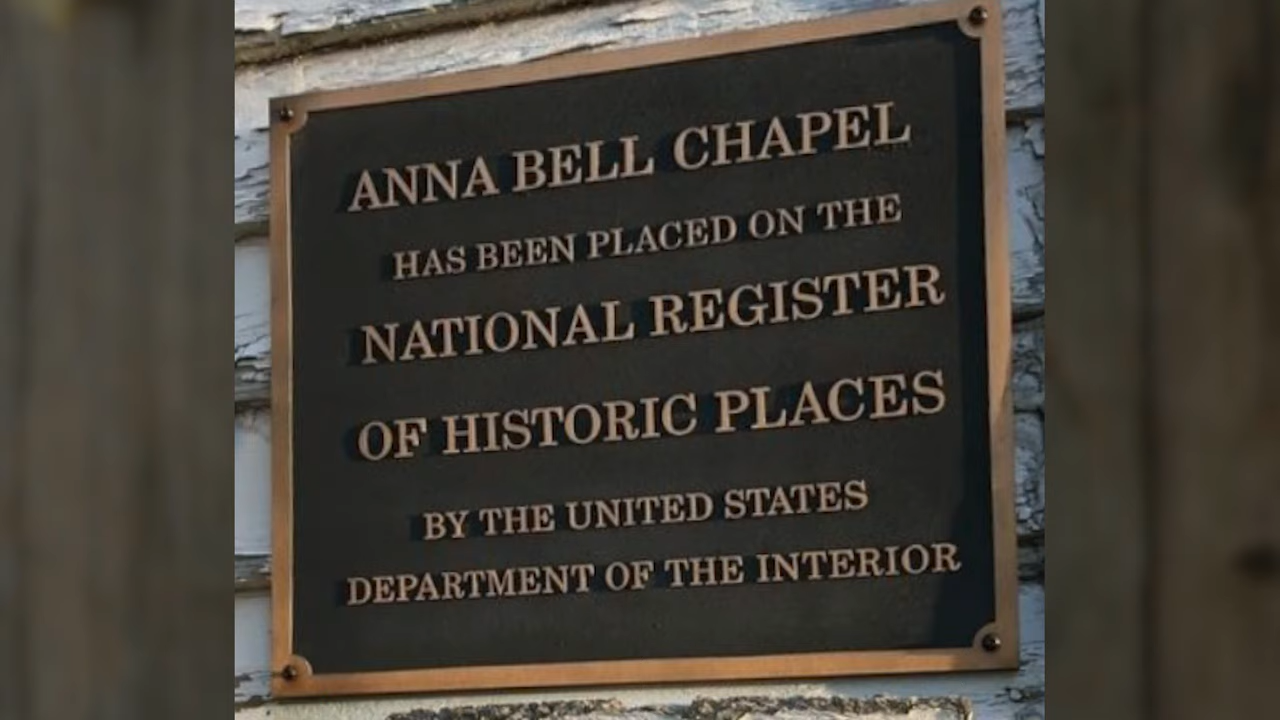 ANNA BELL CHAPEL
HAS BEEN PLACED ON THE
NATIONAL REGISTER
OF HISTORIC PLACES
BY THE UNITED STATES
DEPARTMENT OF THE INTERIOR